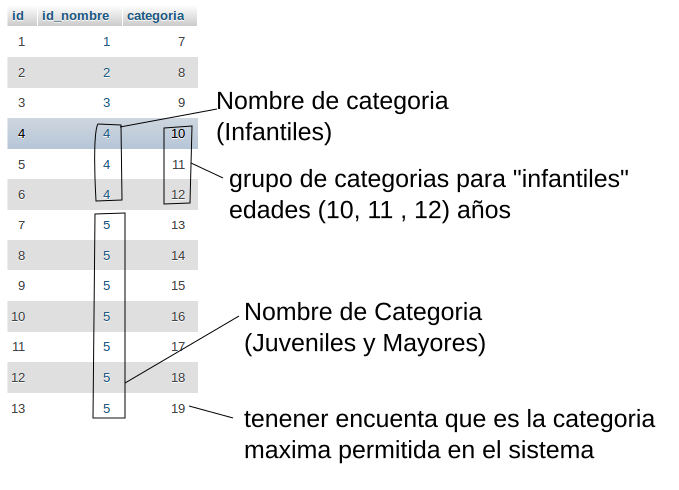 id id_nombre categoria
1 1 7
2 2 8
3 3 9
Nombre de categoria
(Infantiles)
4 4 10
5 4 11
grupo de categorias para "infantiles"
6 4 12
edades (10, 11 , 12) años
7 5 13
8 5 14
9 5 15
10 5 16
Nombre de Categoria
(Juveniles y Mayores)
11 5 17
12 5 18
13 5 19
tenener encuenta que es la categoria
maxima permitida en el sistema